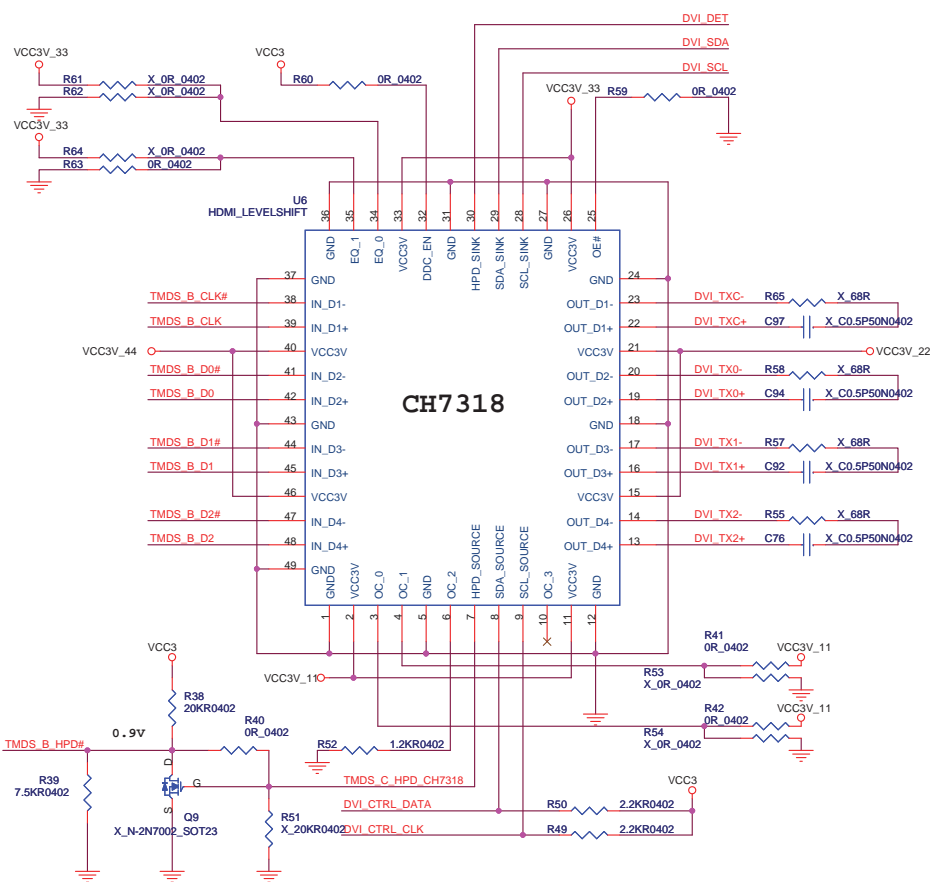 DVI_DET
DVI_SDA
DVI_SCL
VCC3V_33
R61 X_0R_0402
R62 X_0R_0402
VCC3
R60 0R_0402
VCC3V_33
R59 0R_0402
VCC3V_33
R64 X_0R_0402
R63 0R_0402
U6
HDMI_LEVELSHIFT
36 35 34 33 32 31 30 29 28 27 26 25
GND EQ_1 EQ_0 VCC3V DDC_EN GND HPD_SINK SDA_SINK SCL_SINK GND VCC3V OE#
37 GND
TMDS_B_CLK# 38 IN_D1-
TMDS_B_CLK 39 IN_D1+
VCC3V_44 40 VCC3V
TMDS_B_D0# 41 IN_D2-
TMDS_B_D0 42 IN_D2+
43 GND
TMDS_B_D1# 44 IN_D3-
TMDS_B_D1 45 IN_D3+
46 VCC3V
TMDS_B_D2# 47 IN_D4-
TMDS_B_D2 48 IN_D4+
49 GND
CH7318
GND 24
OUT_D1- 23 DVI_TXC- R65 X_68R
OUT_D1+ 22 DVI_TXC+ C97 X_C0.5P50N0402
VCC3V 21 VCC3V_22
OUT_D2- 20 DVI_TX0- R58 X_68R
OUT_D2+ 19 DVI_TX0+ C94 X_C0.5P50N0402
GND 18
OUT_D3- 17 DVI_TX1- R57 X_68R
OUT_D3+ 16 DVI_TX1+ C92 X_C0.5P50N0402
VCC3V 15
OUT_D4- 14 DVI_TX2- R55 X_68R
OUT_D4+ 13 DVI_TX2+ C76 X_C0.5P50N0402
GND VCC3V OC_0 OC_1 GND OC_2 HPD_SOURCE SDA_SOURCE SCL_SOURCE OC_3 VCC3V GND
1 2 3 4 5 6 7 8 9 10 11 12
VCC3V_11
R41
0R_0402
VCC3V_11
R53
X_0R_0402
R42
0R_0402
VCC3V_11
R54
X_0R_0402
VCC3
R38
20KR0402
R40
0R_0402
0.9V
TMDS_B_HPD#
R52 1.2KR0402
R39
7.5KR0402
D
G
S
Q9
X_N-2N7002_SOT23
TMDS_C_HPD_CH7318
R51
X_20KR0402
VCC3
DVI_CTRL_DATA R50 2.2KR0402
DVI_CTRL_CLK R49 2.2KR0402